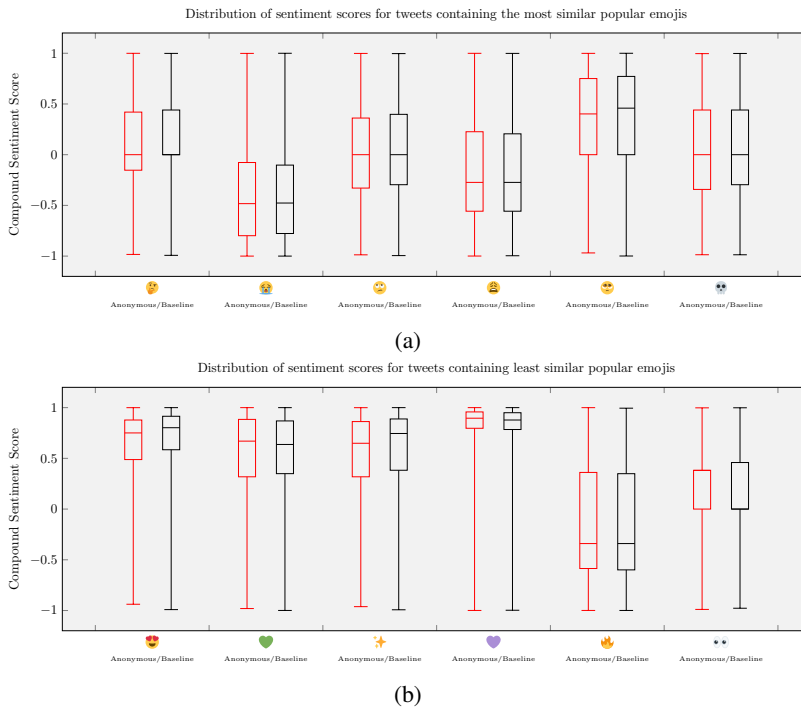 Distribution of sentiment scores for tweets containing the most similar popular emojis
Compound Sentiment Score
1
0.5
0
−0.5
−1
Anonymous/Baseline Anonymous/Baseline Anonymous/Baseline Anonymous/Baseline Anonymous/Baseline Anonymous/Baseline
(a)
Distribution of sentiment scores for tweets containing least similar popular emojis
Compound Sentiment Score
1
0.5
0
−0.5
−1
Anonymous/Baseline Anonymous/Baseline Anonymous/Baseline Anonymous/Baseline Anonymous/Baseline Anonymous/Baseline
(b)